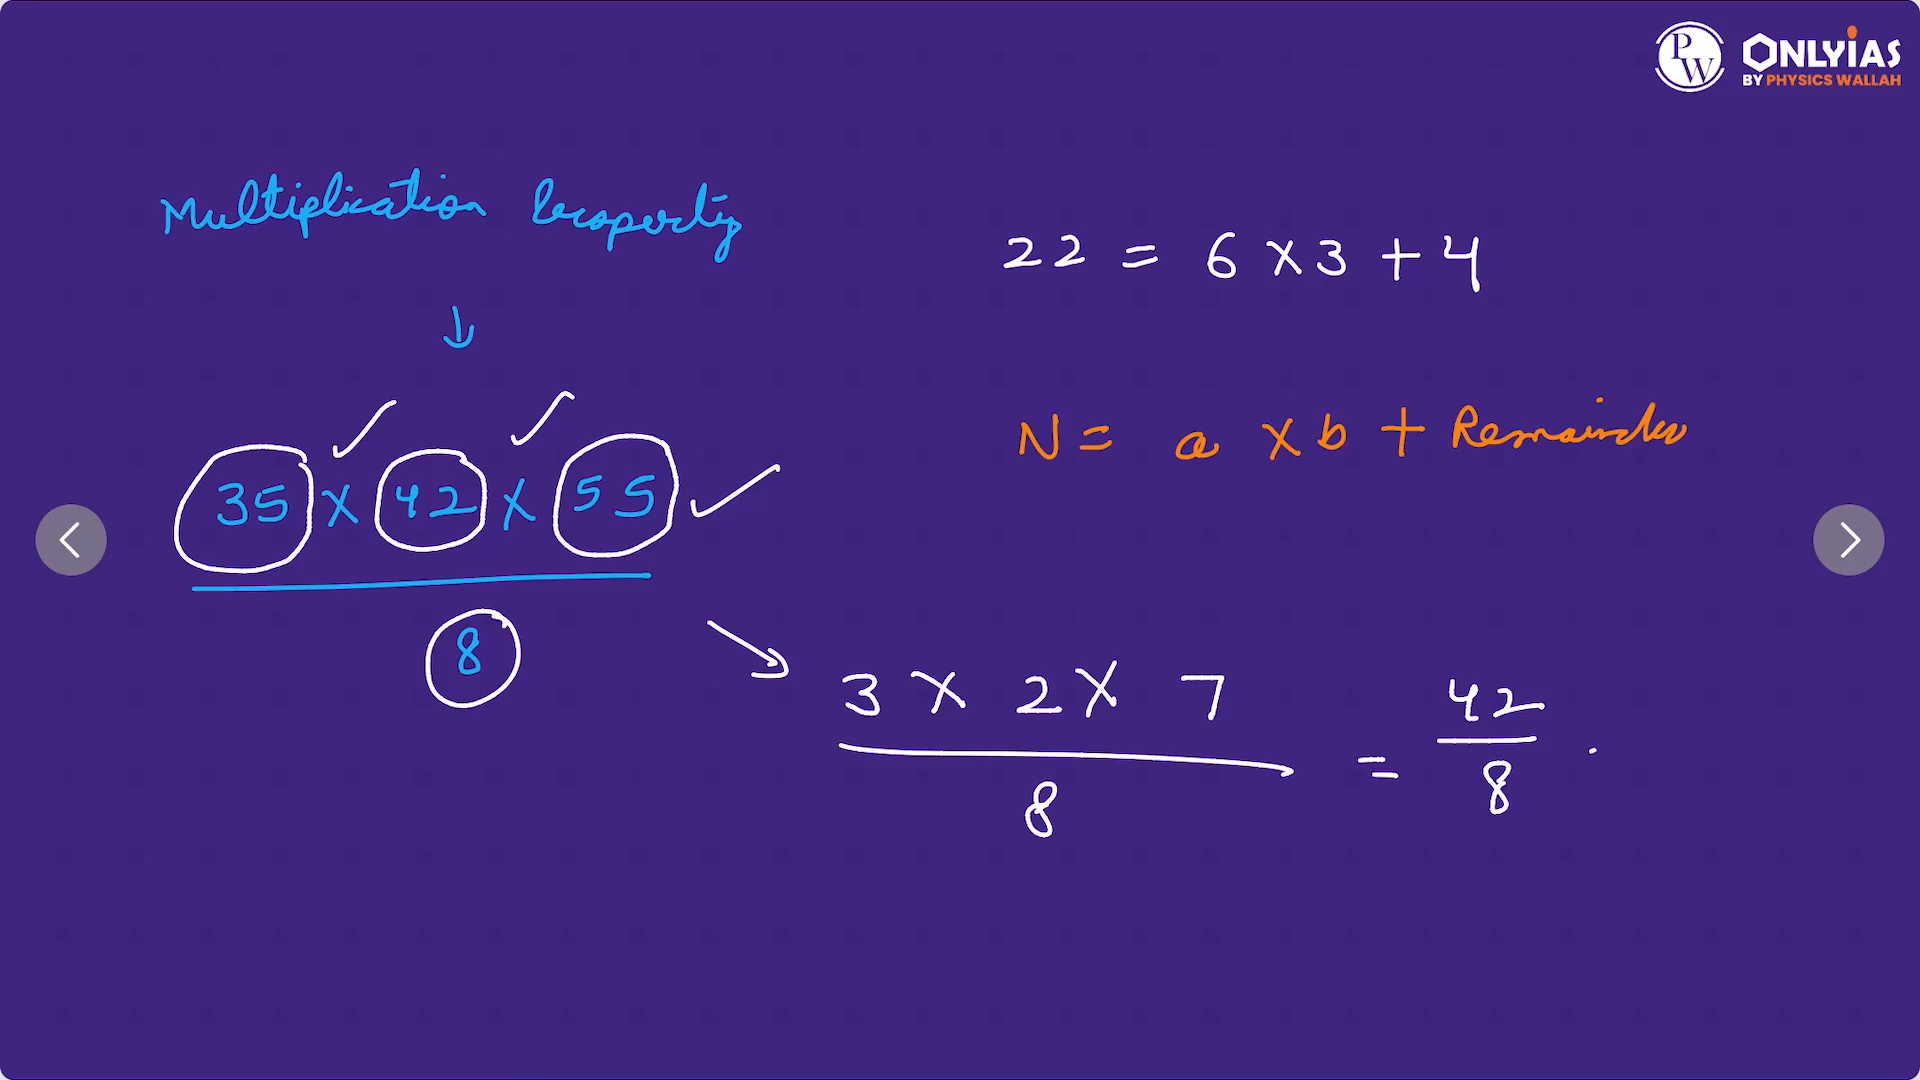 PW ONLYIAS
BY PHYSICS WALLAH
Multiplication Property
↓
22 = 6 × 3 + 4
N = a × b + Remainder
35 × 42 × 55
8
3 × 2 × 7
8
= 42
8